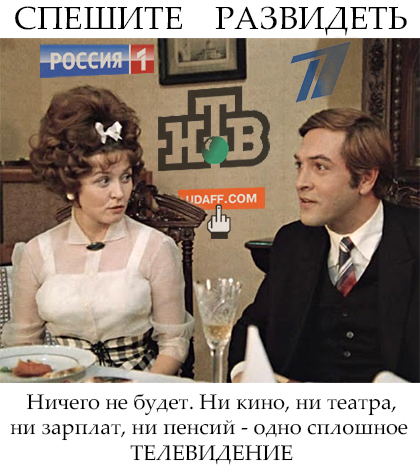 СПЕШИТЕ РАЗВИДЕТЬ
РОССИЯ 1
НТВ
UDAFF.COM
Ничего не будет. Ни кино, ни театра,
ни зарплат, ни пенсий - одно сплошное
ТЕЛЕВИДЕНИЕ